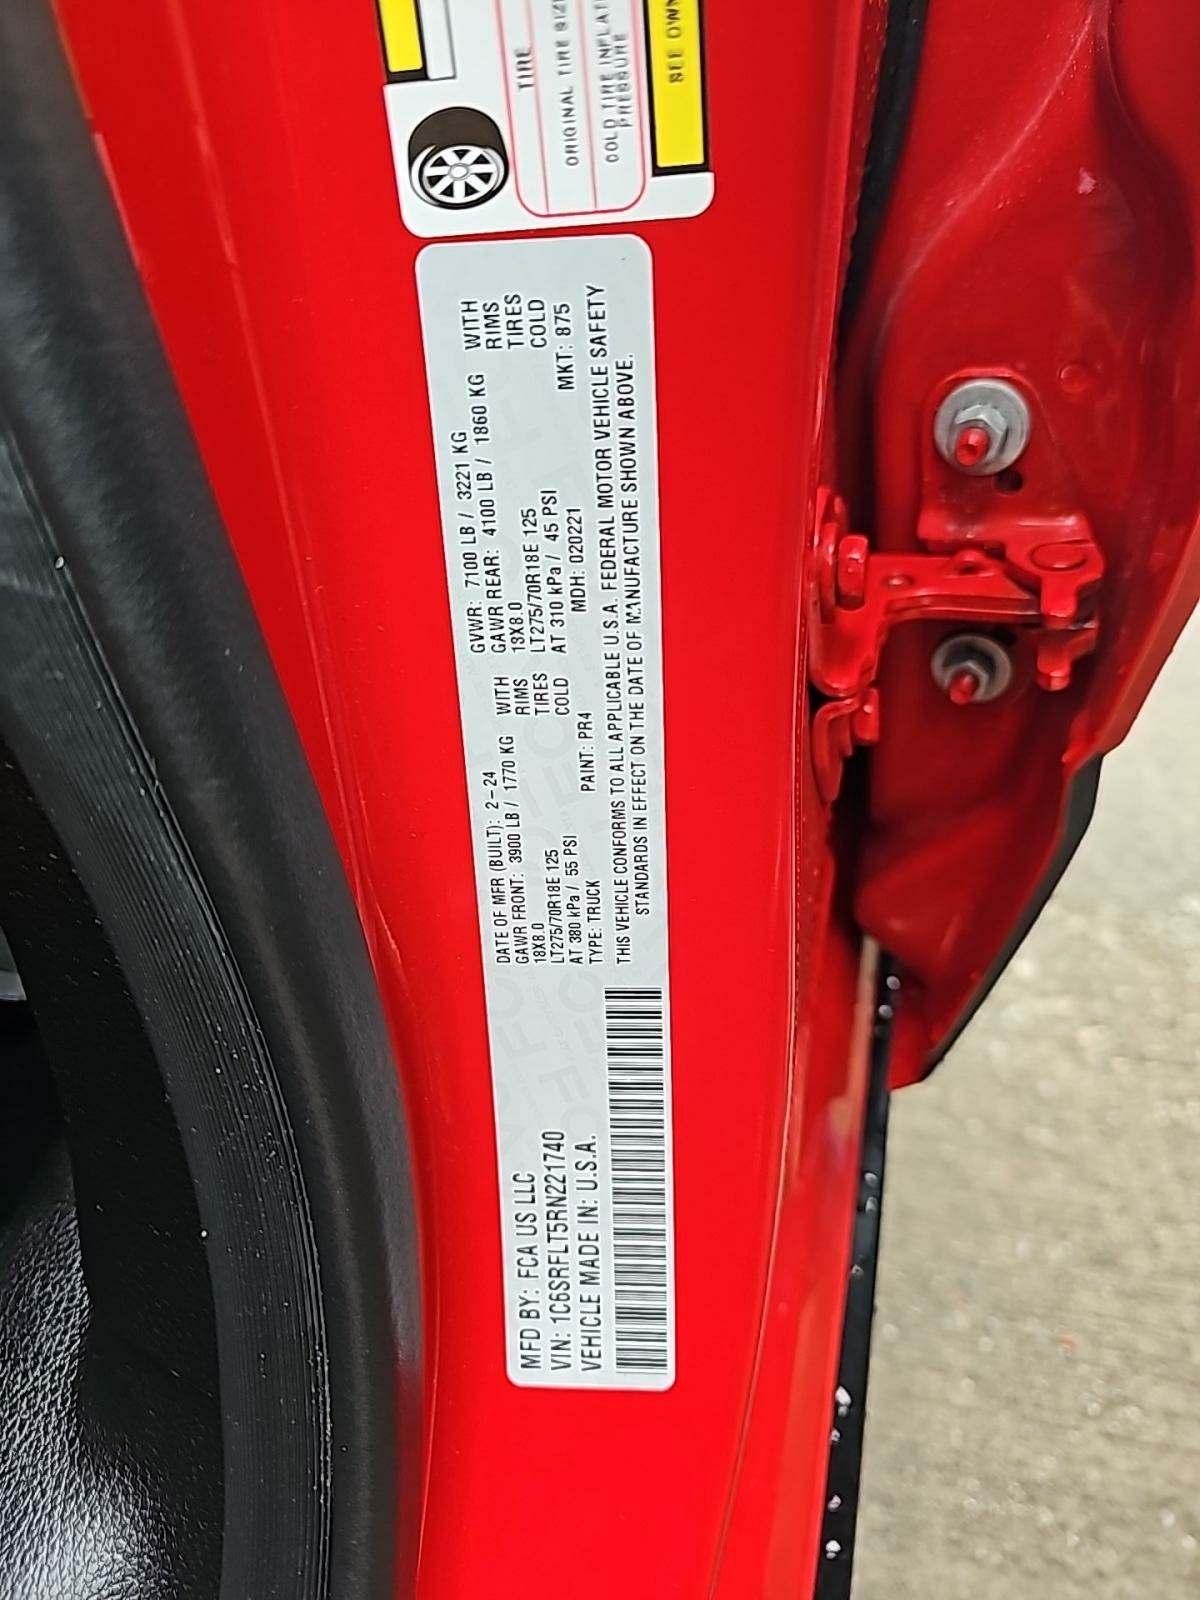 MFD BY: FCA US LLC
VIN: 1C6SRFLT5RN221740
VEHICLE MADE IN: U.S.A.
DATE OF MFR (BUILT): 2-24
GAWR FRONT: 3900 LB / 1770 KG WITH
18X8.0 RIMS
LT275/70R18E 125 TIRES
AT 380 kPa / 55 PSI COLD
TYPE: TRUCK PAINT: PR4
GVWR: 7100 LB / 3221 KG
GAWR REAR: 4100 LB / 1860 KG WITH
18X8.0 RIMS
LT275/70R18E 125 TIRES
AT 310 kPa / 45 PSI COLD
MDH: 020221 MKT: 875
THIS VEHICLE CONFORMS TO ALL APPLICABLE U.S.A. FEDERAL MOTOR VEHICLE SAFETY
STANDARDS IN EFFECT ON THE DATE OF MANUFACTURE SHOWN ABOVE.
TIRE
ORIGINAL TIRE SIZE
COLD TIRE INFLATI
PRESSURE
SEE OWN